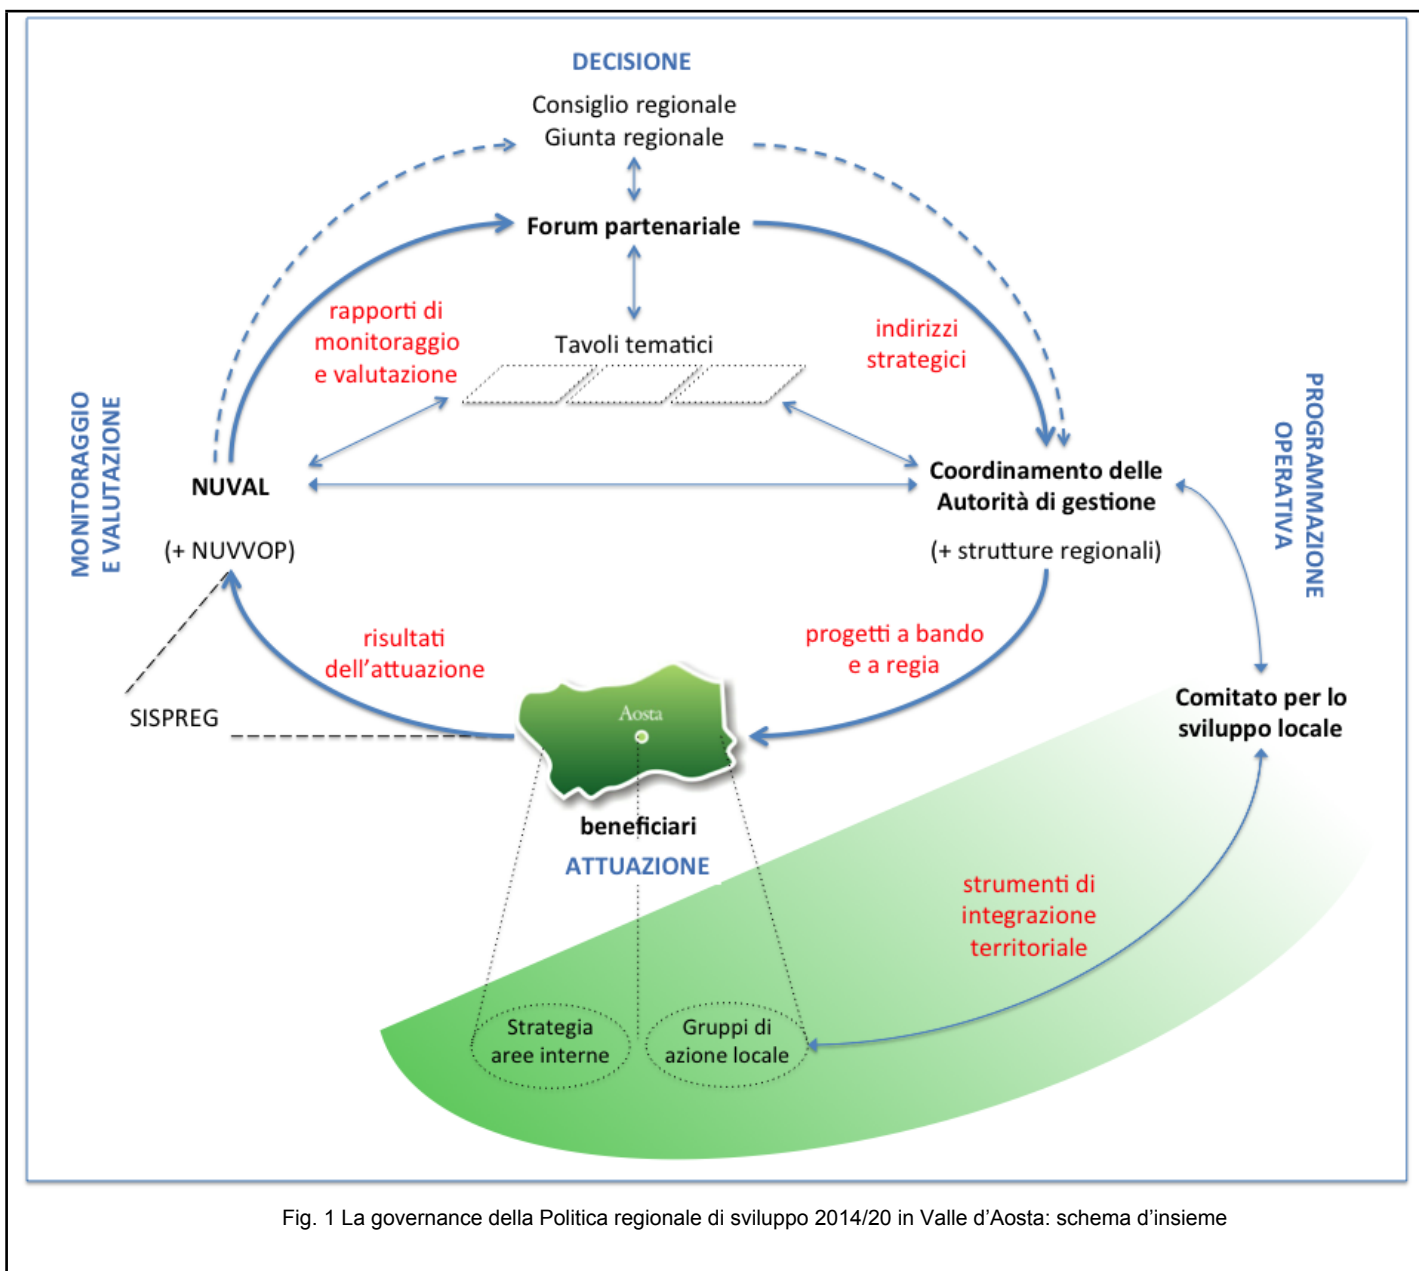 DECISIONE
Consiglio regionale
Giunta regionale
Forum partenariale
rapporti di
monitoraggio
e valutazione
Tavoli tematici
indirizzi
strategici
MONITORAGGIO
E VALUTAZIONE
NUVAL
(+ NUVVOP)
Coordinamento delle
Autorità di gestione
(+ strutture regionali)
PROGRAMMAZIONE
OPERATIVA
risultati
dell’attuazione
progetti a bando
e a regia
SISPREG
Aosta
Comitato per lo
sviluppo locale
beneficiari
ATTUAZIONE
strumenti di
integrazione
territoriale
Strategia
aree interne
Gruppi di
azione locale
Fig. 1 La governance della Politica regionale di sviluppo 2014/20 in Valle d’Aosta: schema d’insieme